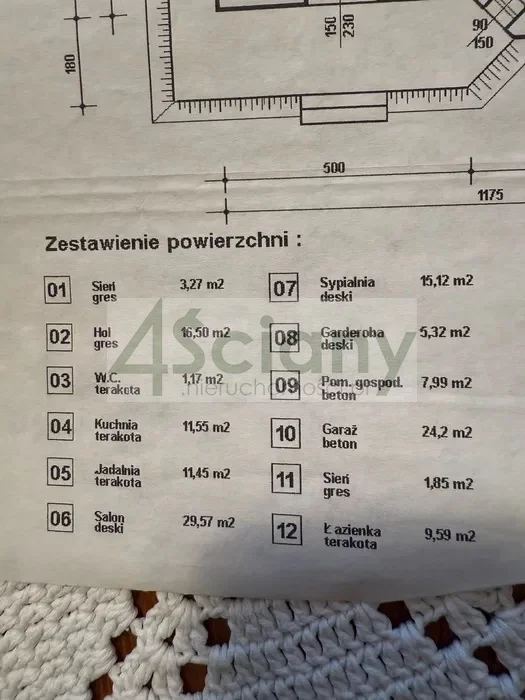 150
230
90
150
180
500
1175
Zestawienie powierzchni :
01 Sień 3,27 m2
gres
02 Hol 16,50 m2
gres
03 W.C. 1,17 m2
terakota
04 Kuchnia 11,55 m2
terakota
05 Jadalnia 11,45 m2
terakota
06 Salon 29,57 m2
deski
07 Sypialnia 15,12 m2
deski
08 Garderoba 5,32 m2
deski
09 Pom. gospod. 7,99 m2
beton
10 Garaż 24,2 m2
beton
11 Sień 1,85 m2
gres
12 Łazienka 9,59 m2
terakota
4Ściany